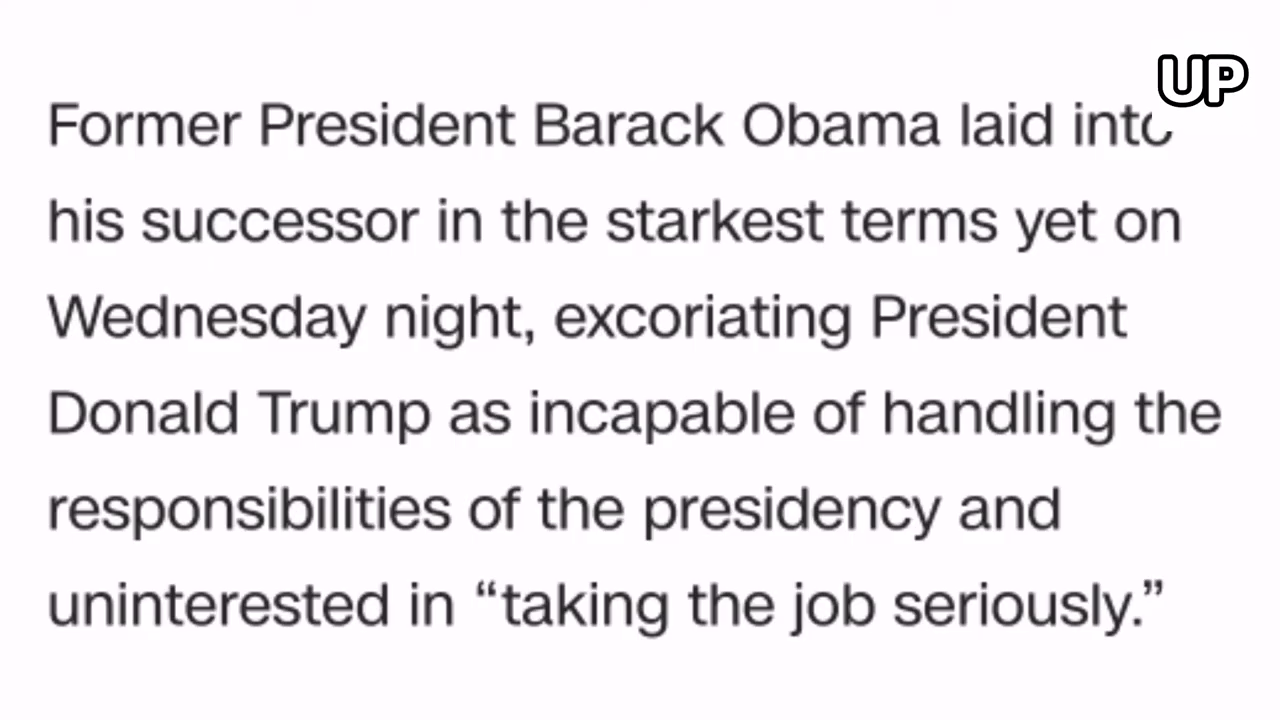 UP
Former President Barack Obama laid into
his successor in the starkest terms yet on
Wednesday night, excoriating President
Donald Trump as incapable of handling the
responsibilities of the presidency and
uninterested in “taking the job seriously.”